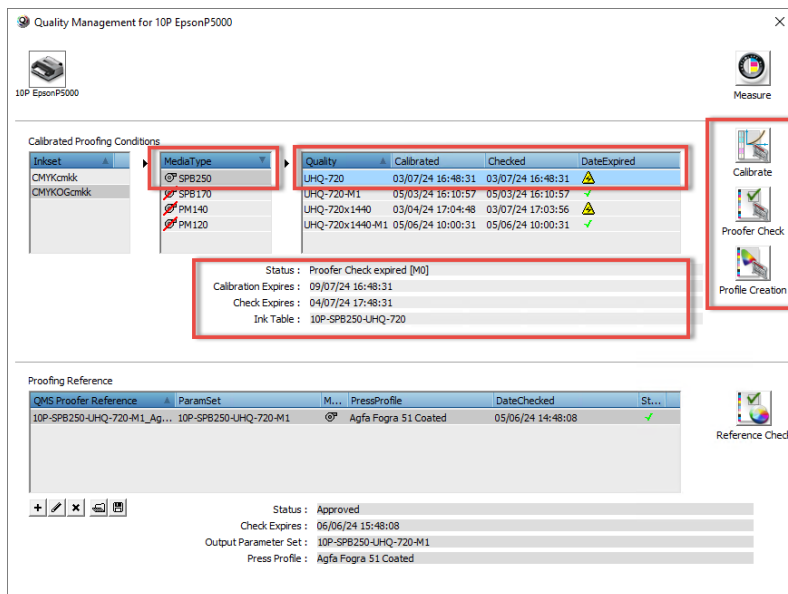 Quality Management for 10P EpsonP5000
10P EpsonP5000
Measure
Calibrated Proofing Conditions
Inkset MediaType Quality Calibrated Checked DateExpired
CMYKcmkk SPB250 UHQ-720 03/07/24 16:48:31 03/07/24 16:48:31
CMYKOGcmkk SPB170 UHQ-720-M1 05/03/24 16:10:57 05/03/24 16:10:57
PM140 UHQ-720x1440 03/04/24 17:04:48 03/07/24 17:03:56
PM120 UHQ-720x1440-M1 05/06/24 10:00:31 05/06/24 10:00:31
Calibrate
Proofer Check
Profile Creation
Status : Proofer Check expired [M0]
Calibration Expires : 09/07/24 16:48:31
Check Expires : 04/07/24 17:48:31
Ink Table : 10P-SPB250-UHQ-720
Proofing Reference
QMS Proofer Reference ParamSet M... PressProfile DateChecked St...
10P-SPB250-UHQ-720-M1_Ag... 10P-SPB250-UHQ-720-M1 Agfa Fogra 51 Coated 05/06/24 14:48:08
Reference Check
Status : Approved
Check Expires : 06/06/24 15:48:08
Output Parameter Set : 10P-SPB250-UHQ-720-M1
Press Profile : Agfa Fogra 51 Coated